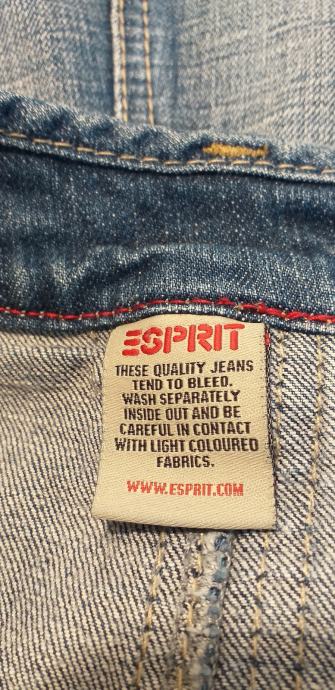 ESPRIT
THESE QUALITY JEANS
TEND TO BLEED.
WASH SEPARATELY
INSIDE OUT AND BE
CAREFUL IN CONTACT
WITH LIGHT COLOURED
FABRICS.
WWW.ESPRIT.COM